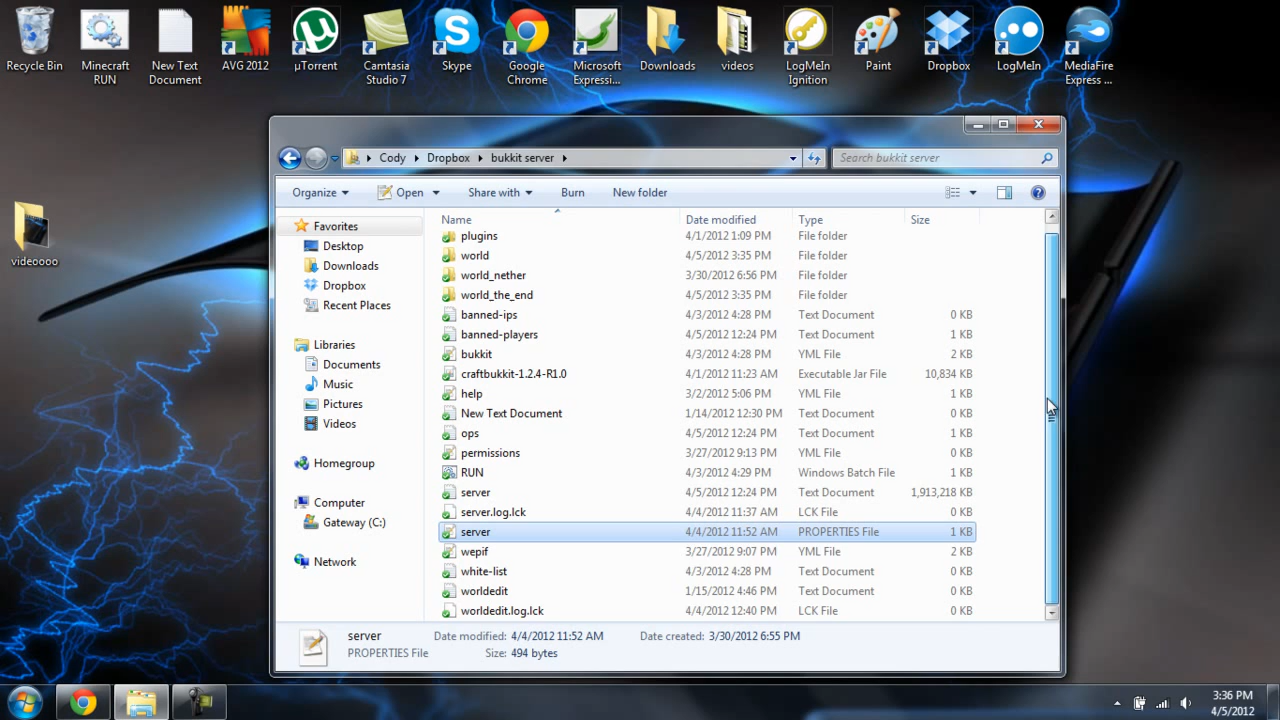 Recycle Bin
Minecraft
RUN
New Text
Document
AVG 2012
µTorrent
Camtasia
Studio 7
Skype
Google
Chrome
Microsoft
Expressi...
Downloads
videos
LogMeIn
Ignition
Paint
Dropbox
LogMeIn
MediaFire
Express ...
videoooo
Cody
Dropbox
bukkit server
Search bukkit server
Organize
Open
Share with
Burn
New folder
Favorites
Desktop
Downloads
Dropbox
Recent Places
Libraries
Documents
Music
Pictures
Videos
Homegroup
Computer
Gateway (C:)
Network
Name Date modified Type Size
plugins 4/1/2012 1:09 PM File folder
world 4/5/2012 3:35 PM File folder
world_nether 3/30/2012 6:56 PM File folder
world_the_end 4/5/2012 3:35 PM File folder
banned-ips 4/3/2012 4:28 PM Text Document 0 KB
banned-players 4/5/2012 12:24 PM Text Document 1 KB
bukkit 4/3/2012 4:28 PM YML File 2 KB
craftbukkit-1.2.4-R1.0 4/1/2012 11:23 AM Executable Jar File 10,834 KB
help 3/2/2012 5:06 PM YML File 1 KB
New Text Document 1/14/2012 12:30 PM Text Document 0 KB
ops 4/5/2012 12:24 PM Text Document 1 KB
permissions 3/27/2012 9:13 PM YML File 0 KB
RUN 4/3/2012 4:29 PM Windows Batch File 1 KB
server 4/5/2012 12:24 PM Text Document 1,913,218 KB
server.log.lck 4/4/2012 11:37 AM LCK File 0 KB
server 4/4/2012 11:52 AM PROPERTIES File 1 KB
wepif 3/27/2012 9:07 PM YML File 2 KB
white-list 4/3/2012 4:28 PM Text Document 0 KB
worldedit 1/15/2012 4:46 PM Text Document 0 KB
worldedit.log.lck 4/4/2012 12:40 PM LCK File 0 KB
server Date modified: 4/4/2012 11:52 AM Date created: 3/30/2012 6:55 PM
PROPERTIES File Size: 494 bytes
3:36 PM
4/5/2012